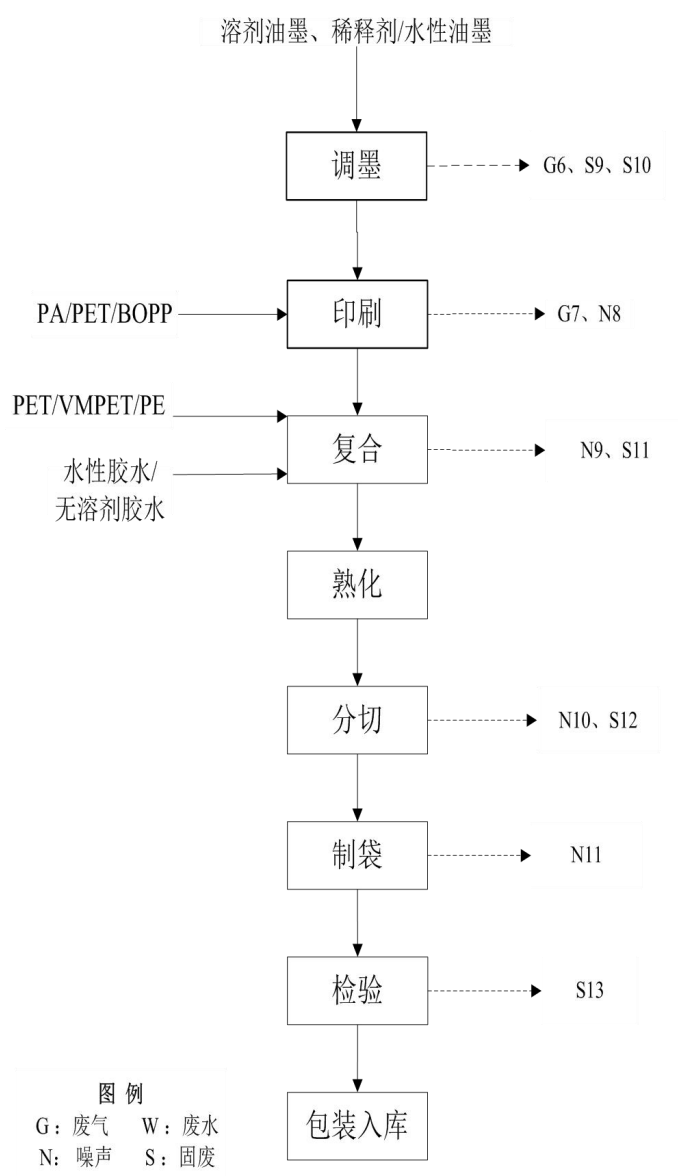 溶剂油墨、稀释剂/水性油墨
调墨
G6、S9、S10
PA/PET/BOPP
印刷
G7、N8
PET/VMPET/PE
复合
N9、S11
水性胶水/
无溶剂胶水
熟化
分切
N10、S12
制袋
N11
检验
S13
包装入库
图 例
G：废气 W：废水
N：噪声 S：固废